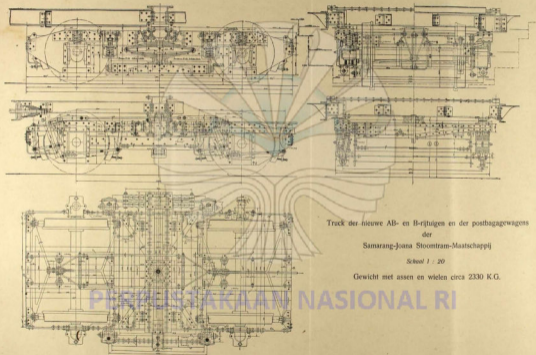 Truck der nieuwe AB- en B-rijtuigen en der postbagagewagens
der
Samarang-Joana Stoomtram-Maatschappij
Schaal 1 : 20
Gewicht met assen en wielen circa 2330 K.G.
PERPUSTAKAAN NASIONAL RI